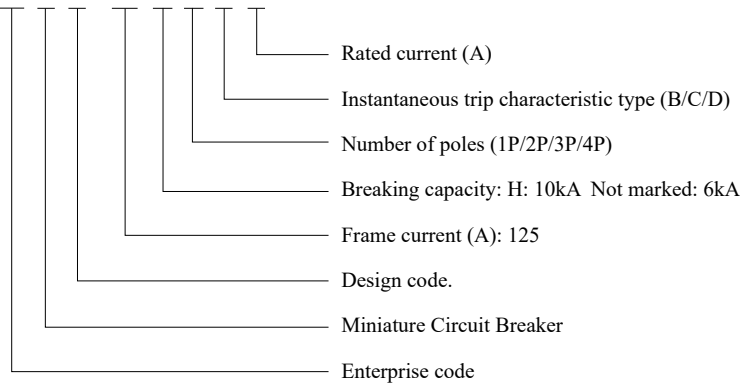 Rated current (A)
Instantaneous trip characteristic type (B/C/D)
Number of poles (1P/2P/3P/4P)
Breaking capacity: H: 10kA Not marked: 6kA
Frame current (A): 125
Design code.
Miniature Circuit Breaker
Enterprise code